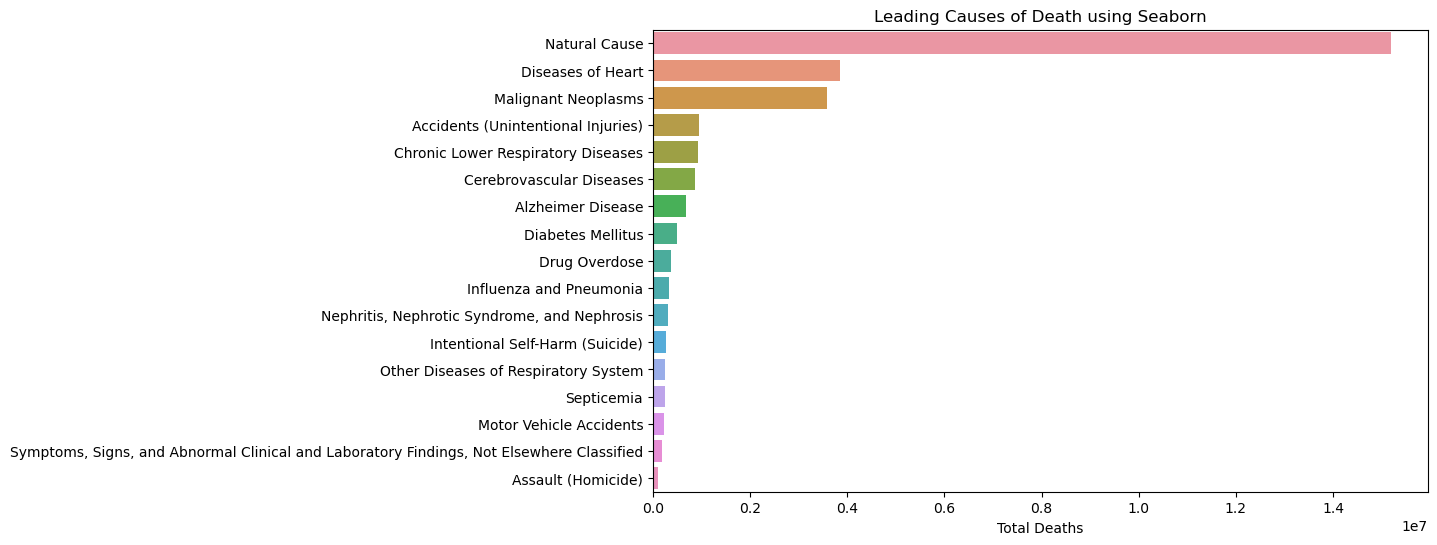 Leading Causes of Death using Seaborn
Natural Cause
Diseases of Heart
Malignant Neoplasms
Accidents (Unintentional Injuries)
Chronic Lower Respiratory Diseases
Cerebrovascular Diseases
Alzheimer Disease
Diabetes Mellitus
Drug Overdose
Influenza and Pneumonia
Nephritis, Nephrotic Syndrome, and Nephrosis
Intentional Self-Harm (Suicide)
Other Diseases of Respiratory System
Septicemia
Motor Vehicle Accidents
Symptoms, Signs, and Abnormal Clinical and Laboratory Findings, Not Elsewhere Classified
Assault (Homicide)
0.0 0.2 0.4 0.6 0.8 1.0 1.2 1.4
1e7
Total Deaths